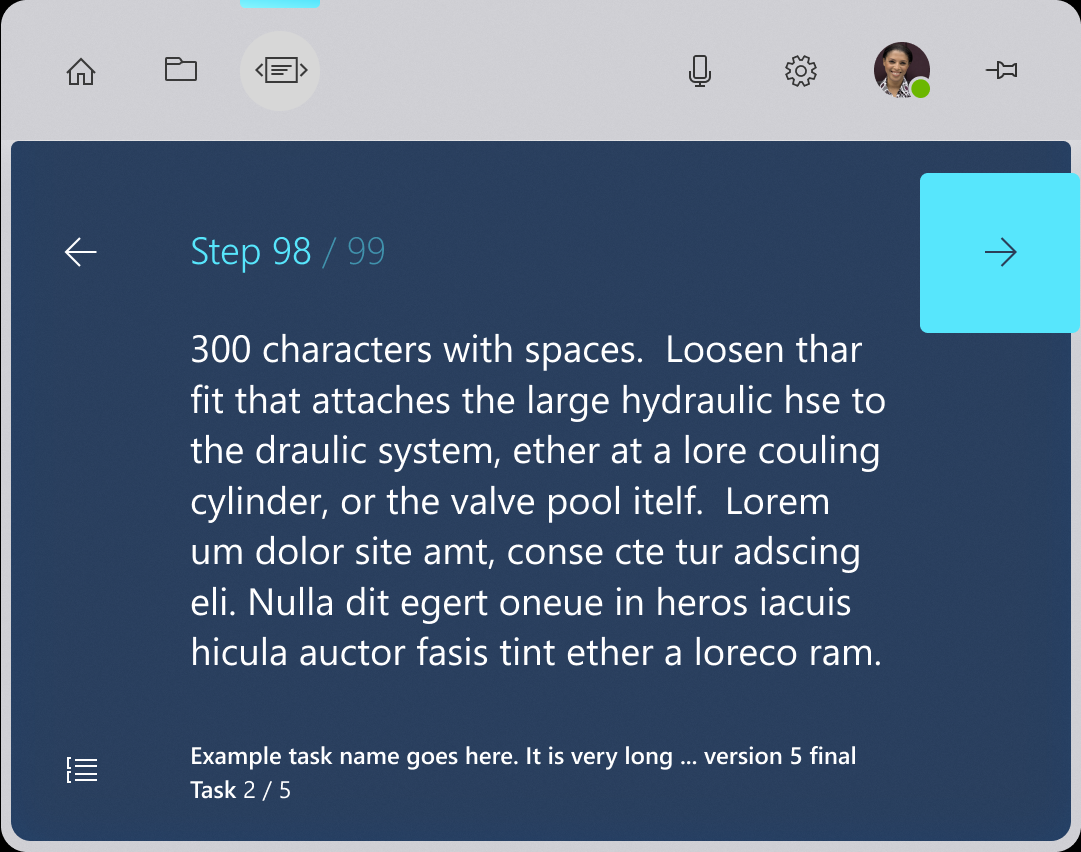 Step 98 / 99
300 characters with spaces.  Loosen thar
fit that attaches the large hydraulic hse to
the draulic system, ether at a lore couling
cylinder, or the valve pool itelf.  Lorem
um dolor site amt, conse cte tur adscing
eli. Nulla dit egert oneue in heros iacuis
hicula auctor fasis tint ether a loreco ram.
Example task name goes here. It is very long ... version 5 final
Task 2 / 5